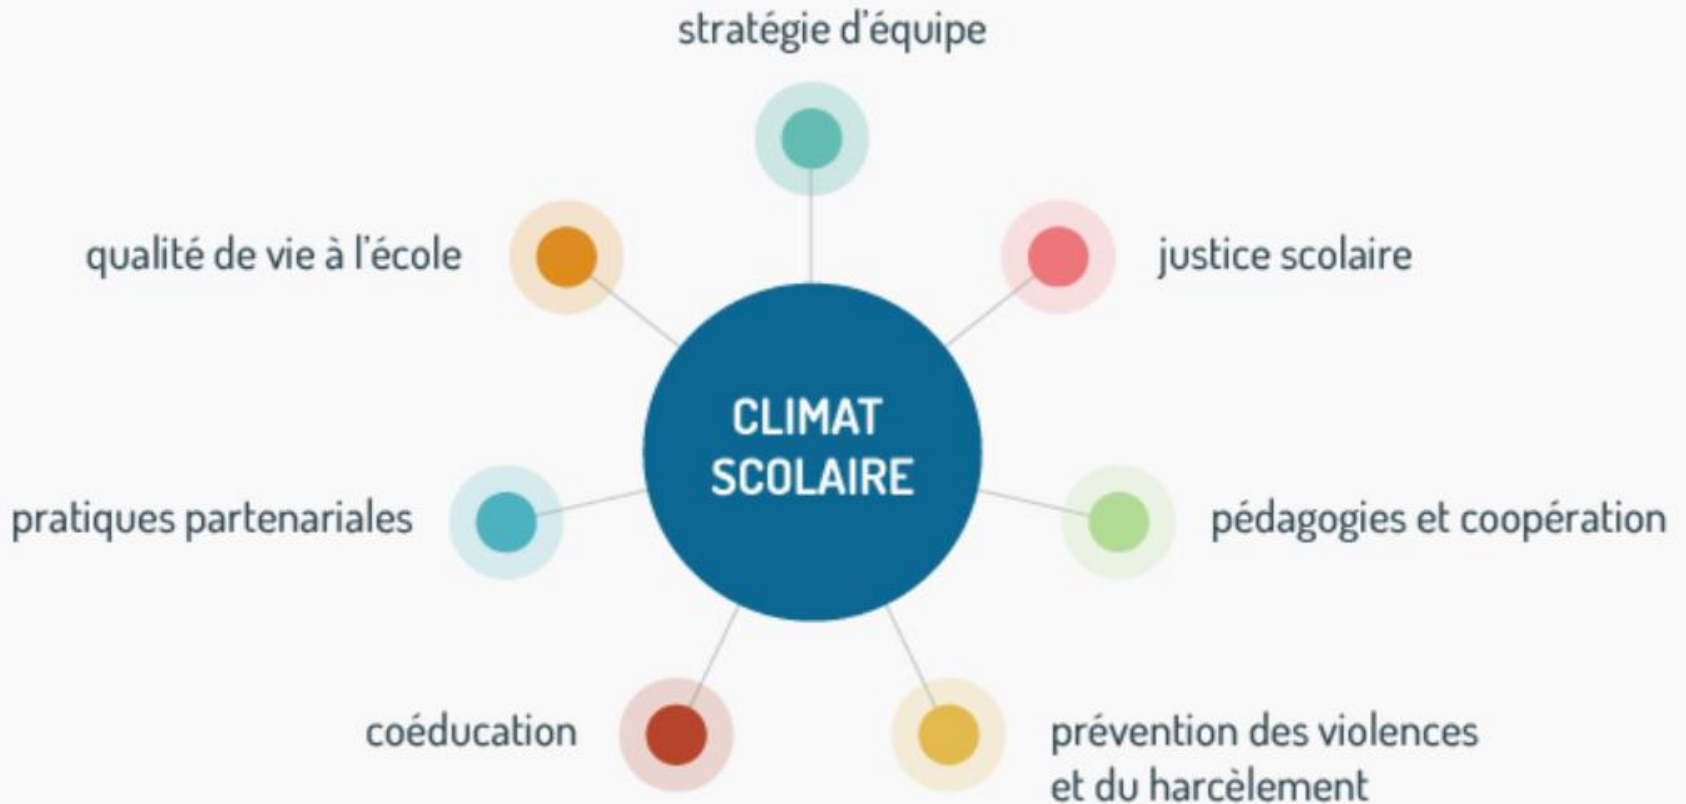 stratégie d'équipe
qualité de vie à l'école
justice scolaire
CLIMAT
SCOLAIRE
pratiques partenariales
pédagogies et coopération
coéducation
prévention des violences
et du harcèlement